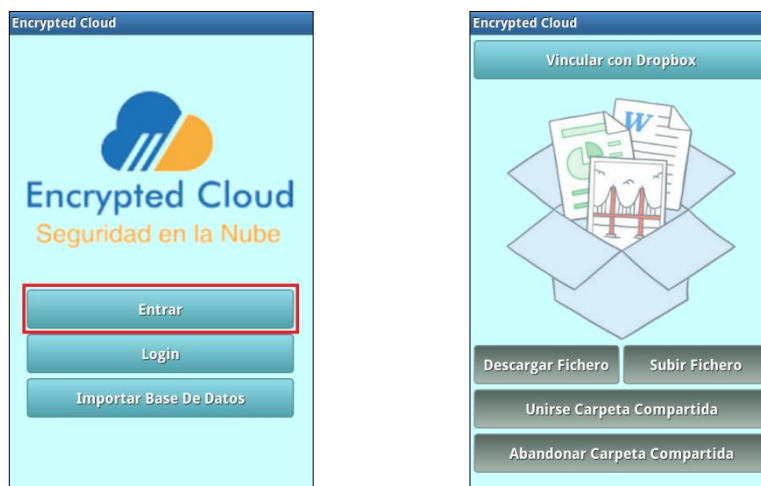 Encrypted Cloud
Encrypted Cloud
Seguridad en la Nube
Entrar
Login
Importar Base De Datos
Encrypted Cloud
Vincular con Dropbox
W
Descargar Fichero
Subir Fichero
Unirse Carpeta Compartida
Abandonar Carpeta Compartida